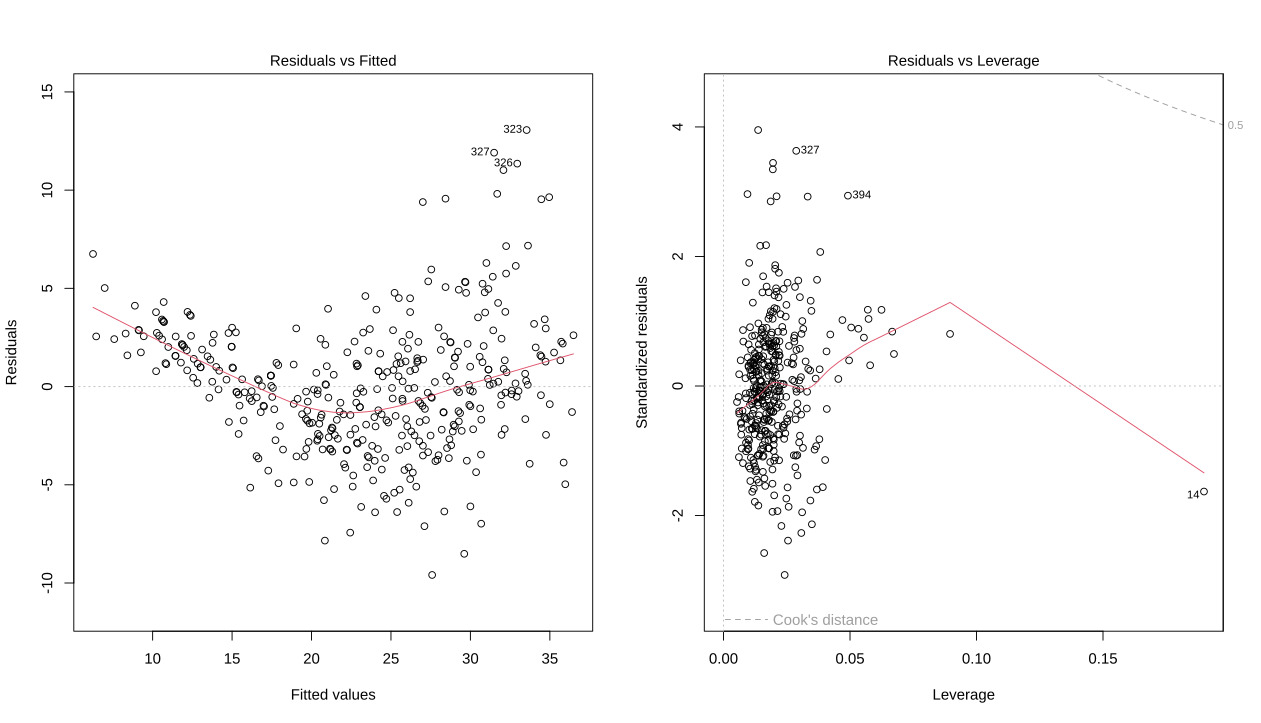 Residuals vs Fitted
Residuals
15
10
5
0
-5
-10
323
327
326
10 15 20 25 30 35
Fitted values
Residuals vs Leverage
Standardized residuals
4
2
0
-2
0.5
327
394
14
Cook's distance
0.00 0.05 0.10 0.15
Leverage